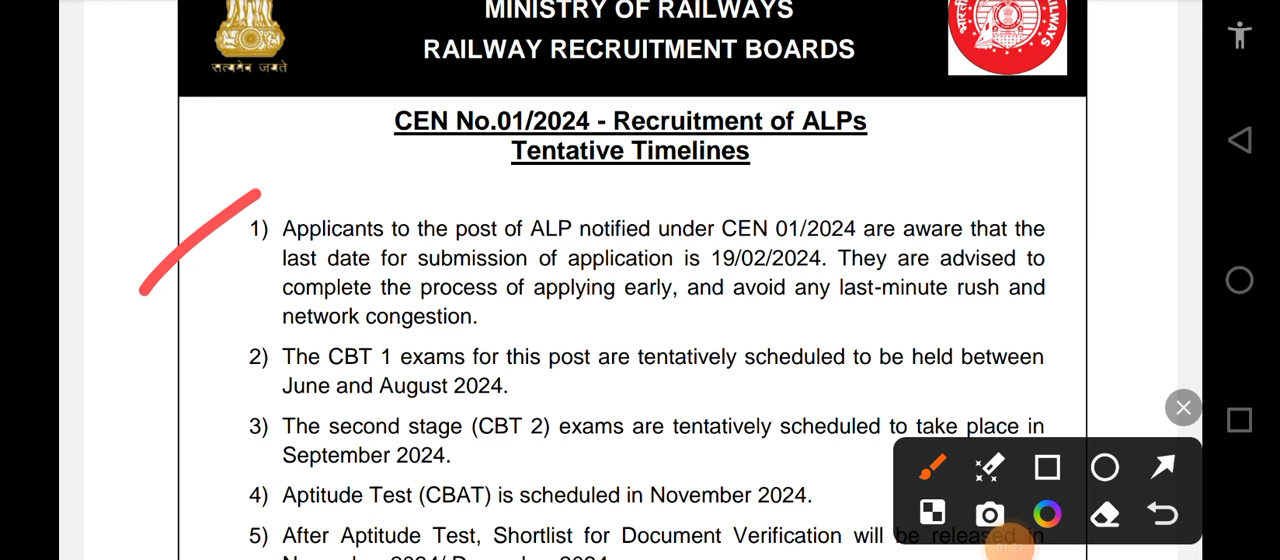 MINISTRY OF RAILWAYS
RAILWAY RECRUITMENT BOARDS
सत्यमेव जयते
CEN No.01/2024 - Recruitment of ALPs
Tentative Timelines
1) Applicants to the post of ALP notified under CEN 01/2024 are aware that the
last date for submission of application is 19/02/2024. They are advised to
complete the process of applying early, and avoid any last-minute rush and
network congestion.
2) The CBT 1 exams for this post are tentatively scheduled to be held between
June and August 2024.
3) The second stage (CBT 2) exams are tentatively scheduled to take place in
September 2024.
4) Aptitude Test (CBAT) is scheduled in November 2024.
5) After Aptitude Test, Shortlist for Document Verification will be released in
01:21